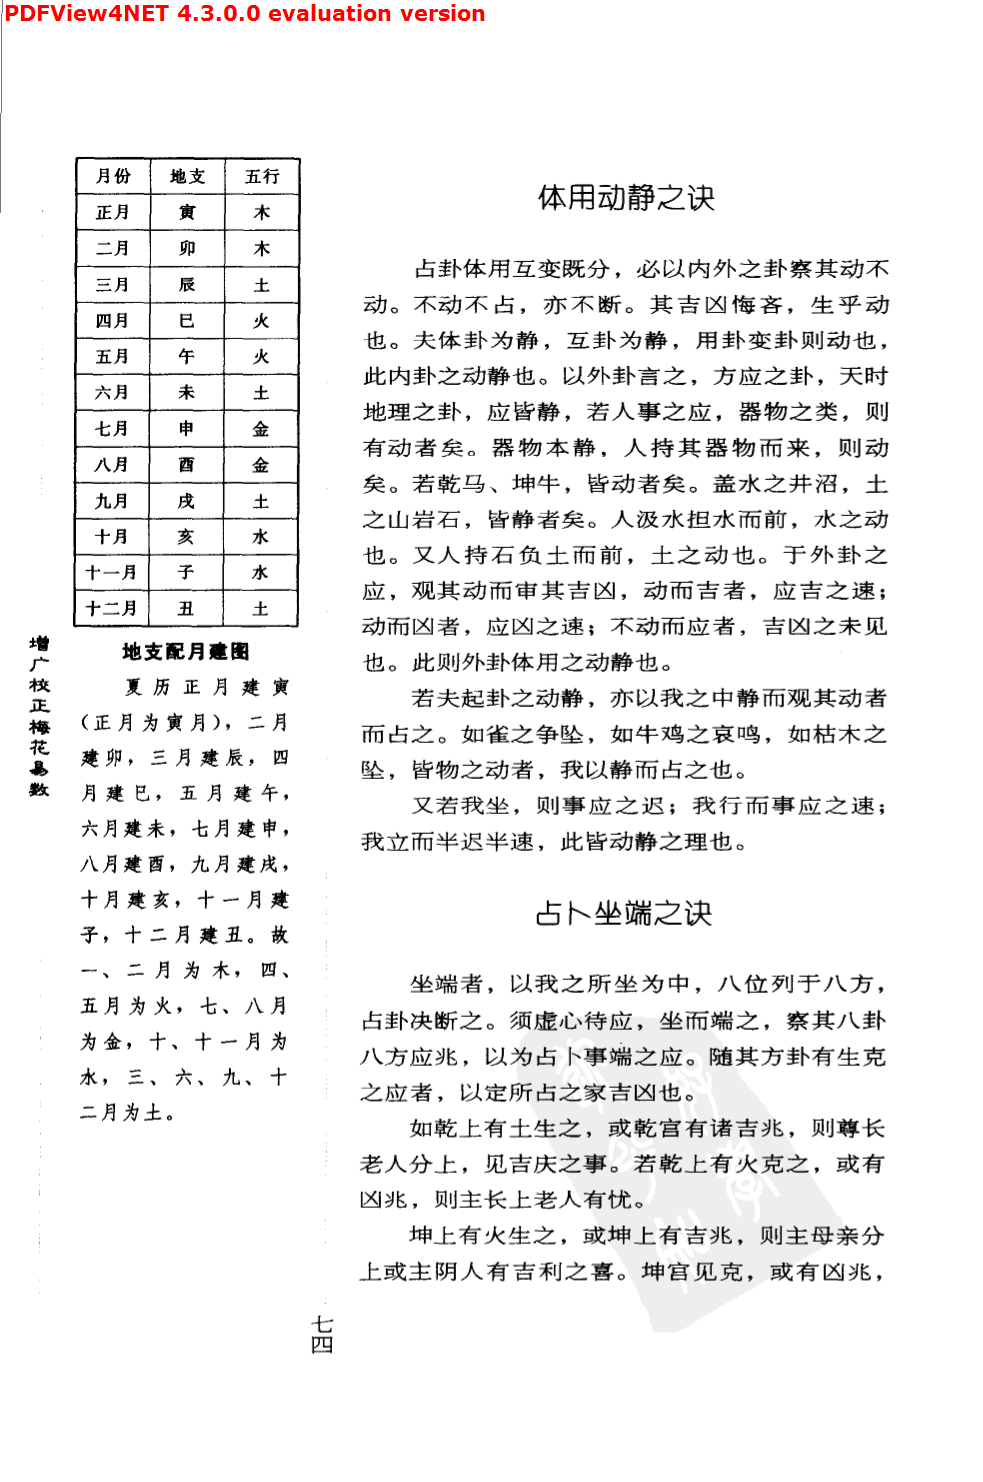 PDFView4NET 4.3.0.0 evaluation version
月份 地支 五行
正月 寅 木
二月 卯 木
三月 辰 土
四月 巳 火
五月 午 火
六月 未 土
七月 申 金
八月 酉 金
九月 戌 土
十月 亥 水
十一月 子 水
十二月 丑 土
地支配月建图
夏历正月建寅
（正月为寅月），二月
建卯，三月建辰，四
月建巳，五月建午，
六月建未，七月建申，
八月建酉，九月建戌，
十月建亥，十一月建
子，十二月建丑。故
一、二月为木，四、
五月为火，七、八月
为金，十、十一月为
水，三、六、九、十
二月为土。
增广校正梅花易数
体用动静之诀
占卦体用互变既分，必以内外之卦察其动不
动。不动不占，亦不断。其吉凶悔吝，生乎动
也。夫体卦为静，互卦为静，用卦变卦则动也，
此内卦之动静也。以外卦言之，方应之卦，天时
地理之卦，应皆静，若人事之应，器物之类，则
有动者矣。器物本静，人持其器物而来，则动
矣。若乾马、坤牛，皆动者矣。盖水之井沼，土
之山岩石，皆静者矣。人汲水担水而前，水之动
也。又人持石负土而前，土之动也。于外卦之
应，观其动而审其吉凶，动而吉者，应吉之速；
动而凶者，应凶之速；不动而应者，吉凶之未见
也。此则外卦体用之动静也。
若夫起卦之动静，亦以我之中静而观其动者
而占之。如雀之争坠，如牛鸡之哀鸣，如枯木之
坠，皆物之动者，我以静而占之也。
又若我坐，则事应之迟；我行而事应之速；
我立而半迟半速，此皆动静之理也。
占卜坐端之诀
坐端者，以我之所坐为中，八位列于八方，
占卦决断之。须虚心待应，坐而端之，察其八卦
八方应兆，以为占卜事端之应。随其方卦有生克
之应者，以定所占之家吉凶也。
如乾上有土生之，或乾宫有诸吉兆，则尊长
老人分上，见吉庆之事。若乾上有火克之，或有
凶兆，则主长上老人有忧。
坤上有火生之，或坤上有吉兆，则主母亲分
上或主阴人有吉利之喜。坤宫见克，或有凶兆，
七四